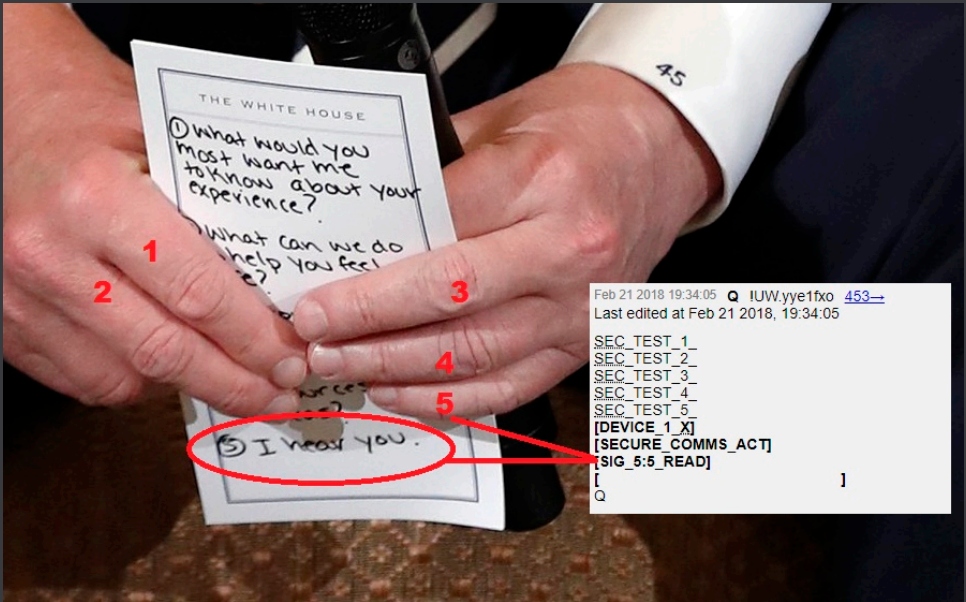 45
THE WHITE HOUSE
① What would you
most want me
to know about your
experience?
What can we do
help you feel
?
⑤ I hear you.
1
2
3
4
5
Feb 21 2018 19:34:05 Q !UW.yye1fxo 453→
Last edited at Feb 21 2018, 19:34:05
SEC_TEST_1_
SEC_TEST_2_
SEC_TEST_3_
SEC_TEST_4_
SEC_TEST_5_
[DEVICE_1_X]
[SECURE_COMMS_ACT]
[SIG_5:5_READ]
[ ]
Q